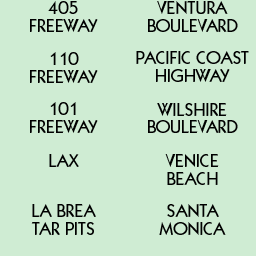 405
FREEWAY
VENTURA
BOULEVARD
110
FREEWAY
PACIFIC COAST
HIGHWAY
101
FREEWAY
WILSHIRE
BOULEVARD
LAX
VENICE
BEACH
LA BREA
TAR PITS
SANTA
MONICA